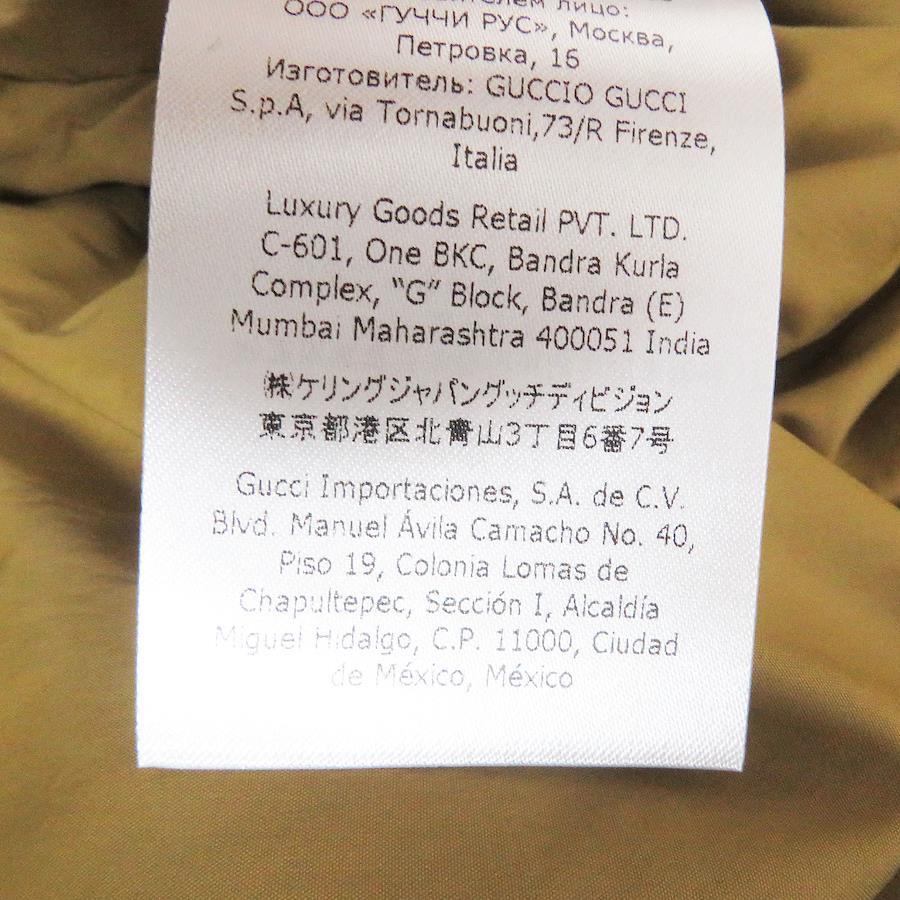 лицо:
ООО «ГУЧЧИ РУС», Москва,
Петровка, 16
Изготовитель: GUCCIO GUCCI
S.p.A, via Tornabuoni,73/R Firenze,
Italia
Luxury Goods Retail PVT. LTD.
C-601, One BKC, Bandra Kurla
Complex, “G” Block, Bandra (E)
Mumbai Maharashtra 400051 India
㈱ケリングジャパングッチディビジョン
東京都港区北青山3丁目6番7号
Gucci Importaciones, S.A. de C.V.
Blvd. Manuel Ávila Camacho No. 40,
Piso 19, Colonia Lomas de
Chapultepec, Sección I, Alcaldía
Miguel Hidalgo, C.P. 11000, Ciudad
de México, México